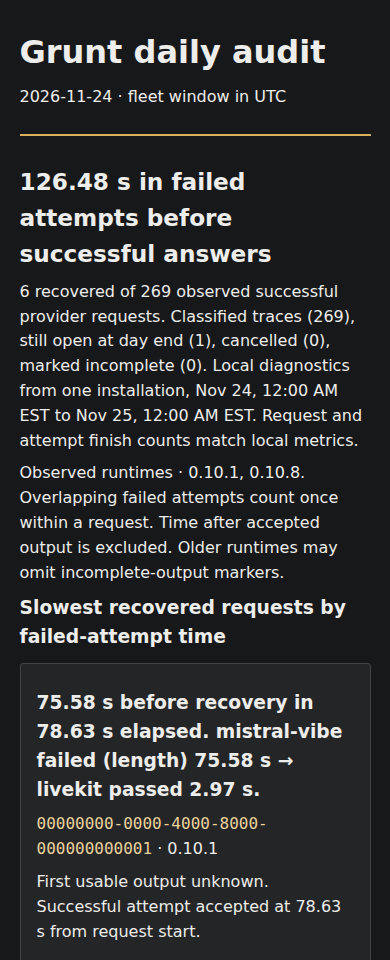 Grunt daily audit
2026-11-24 · fleet window in UTC
126.48 s in failed
attempts before
successful answers
6 recovered of 269 observed successful
provider requests. Classified traces (269),
still open at day end (1), cancelled (0),
marked incomplete (0). Local diagnostics
from one installation, Nov 24, 12:00 AM
EST to Nov 25, 12:00 AM EST. Request and
attempt finish counts match local metrics.
Observed runtimes · 0.10.1, 0.10.8.
Overlapping failed attempts count once
within a request. Time after accepted
output is excluded. Older runtimes may
omit incomplete-output markers.
Slowest recovered requests by
failed-attempt time
75.58 s before recovery in
78.63 s elapsed. mistral-vibe
failed (length) 75.58 s →
livekit passed 2.97 s.
00000000-0000-4000-8000-
000000000001 · 0.10.1
First usable output unknown.
Successful attempt accepted at 78.63
s from request start.